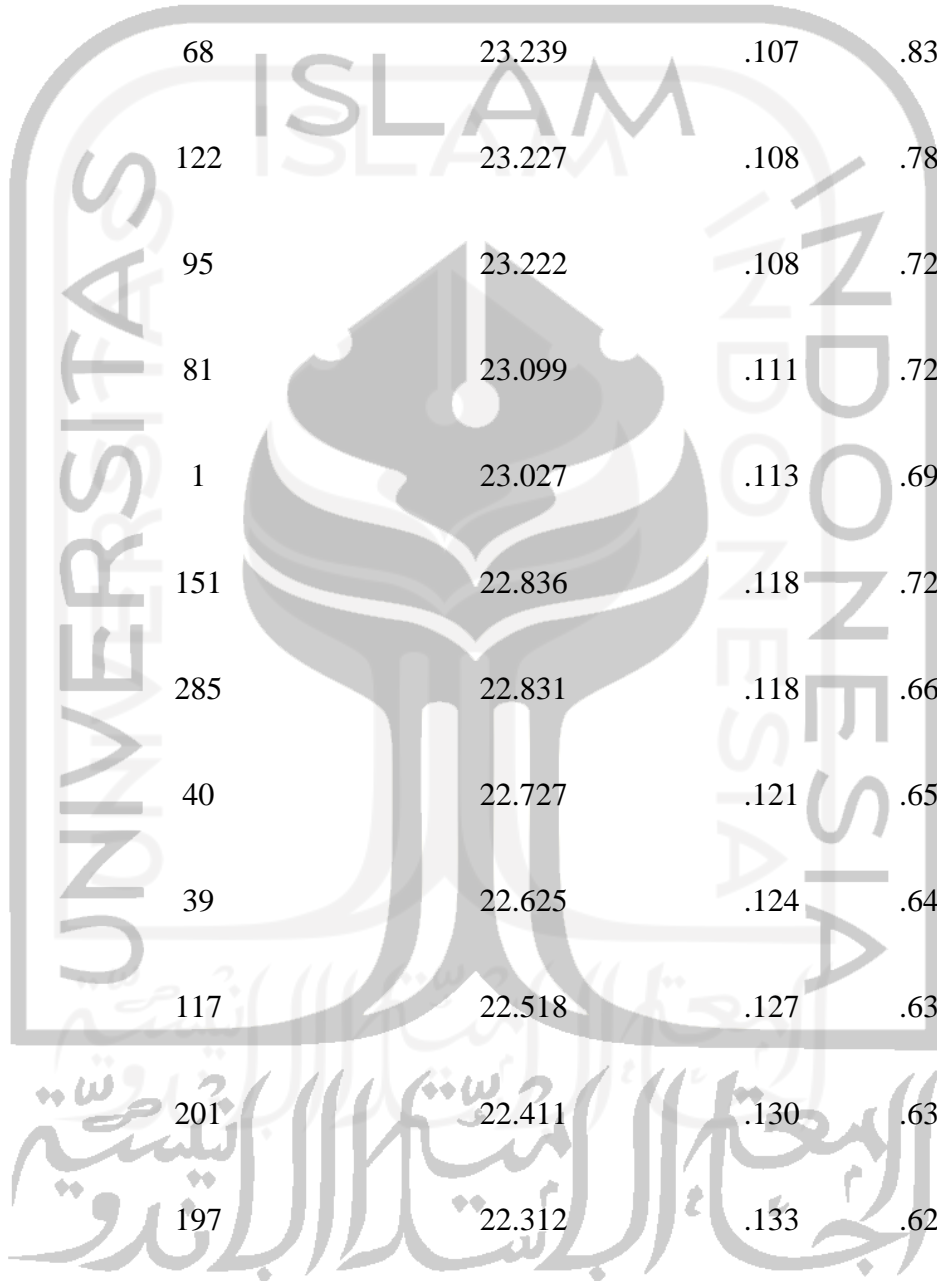 ISLAM
UNIVERSITAS
INDONESIA
68 23.239 .107 .83
122 23.227 .108 .78
95 23.222 .108 .72
81 23.099 .111 .72
1 23.027 .113 .69
151 22.836 .118 .72
285 22.831 .118 .66
40 22.727 .121 .65
39 22.625 .124 .64
117 22.518 .127 .63
201 22.411 .130 .63
197 22.312 .133 .62